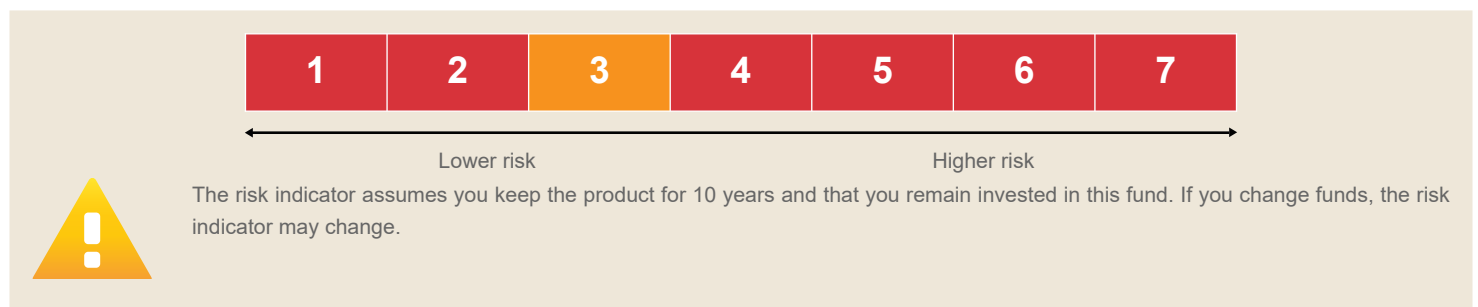 1 2 3 4 5 6 7
Lower risk Higher risk
The risk indicator assumes you keep the product for 10 years and that you remain invested in this fund. If you change funds, the risk
indicator may change.